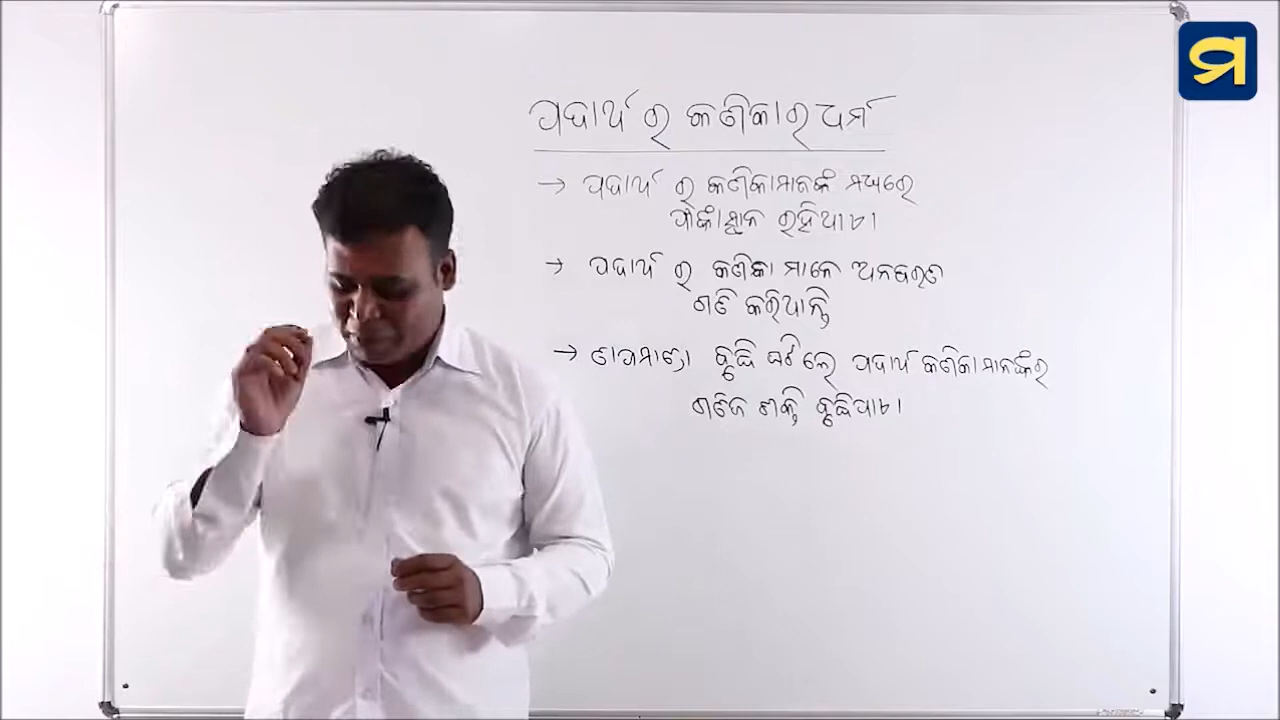 ପଦାର୍ଥ ର କଣିକାର ଧର୍ମ
→ ପଦାର୍ଥ ର କଣିକାମାନଙ୍କ ମଧ୍ୟରେ
ଫାଙ୍କା ସ୍ଥାନ ରହିଥାଏ।
→ ପଦାର୍ଥ ର କଣିକା ମାନେ ଅନବରତ
ଗତି କରିଥାନ୍ତି
→ ତାପମାତ୍ରା ବୃଦ୍ଧି ଘଟିଲେ ପଦାର୍ଥ କଣିକା ମାନଙ୍କର
ଗତିଜ ଶକ୍ତି ବୃଦ୍ଧିପାଏ।
ମ